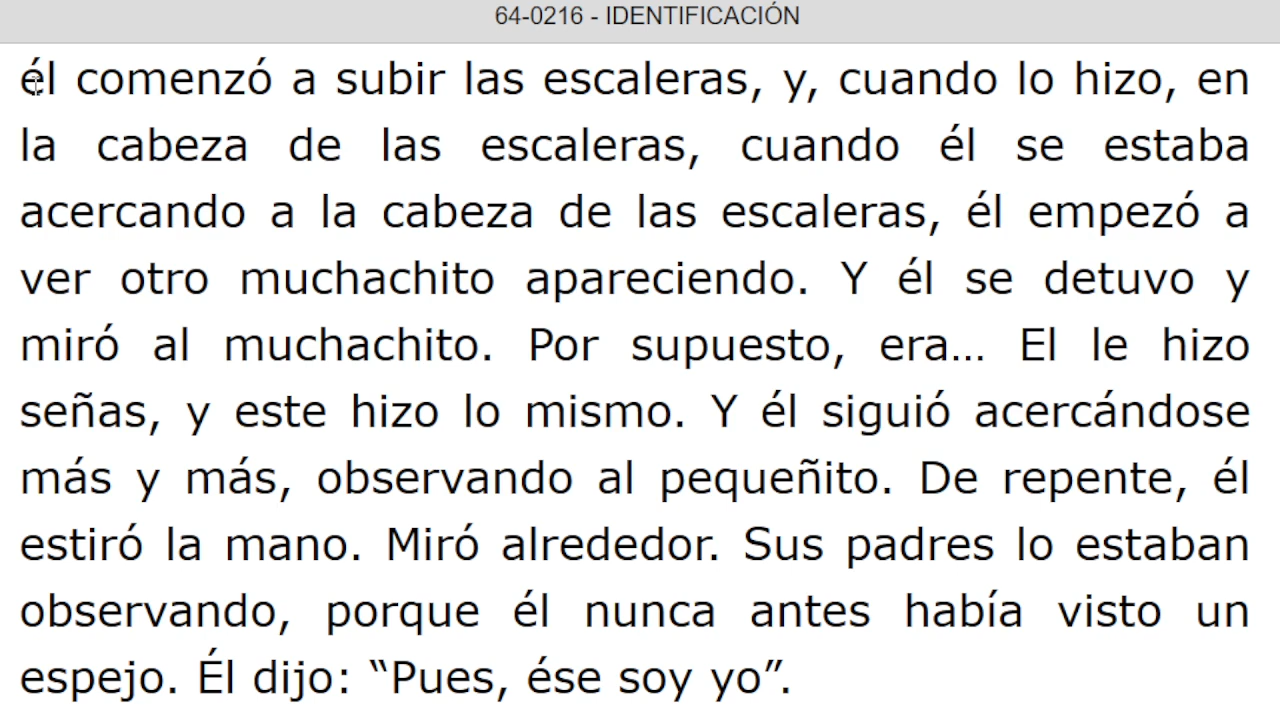 64-0216 - IDENTIFICACIÓN
él comenzó a subir las escaleras, y, cuando lo hizo, en
la cabeza de las escaleras, cuando él se estaba
acercando a la cabeza de las escaleras, él empezó a
ver otro muchachito apareciendo. Y él se detuvo y
miró al muchachito. Por supuesto, era... El le hizo
señas, y este hizo lo mismo. Y él siguió acercándose
más y más, observando al pequeñito. De repente, él
estiró la mano. Miró alrededor. Sus padres lo estaban
observando, porque él nunca antes había visto un
espejo. Él dijo: “Pues, ése soy yo”.